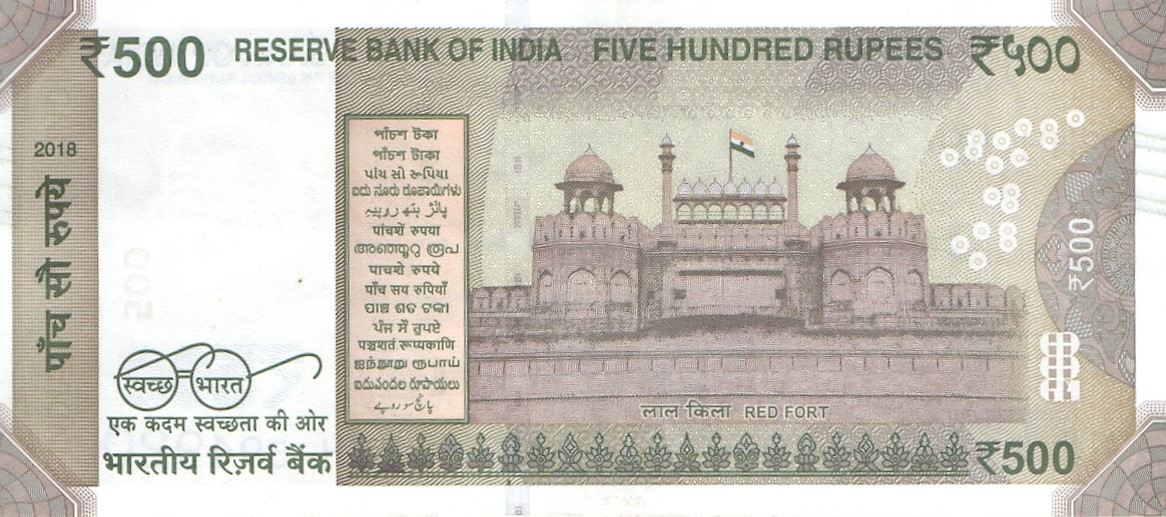 ₹500 RESERVE BANK OF INDIA FIVE HUNDRED RUPEES ₹५००
2018
पाँच सौ रुपये
পাঁচশ টকা
পাঁচশ টাকা
પાંચ સો રૂપિયા
ಐದು ನೂರು ರೂಪಾಯಿಗಳು
پانٛژ ہَتھ روپیہِ
पांचशें रुपया
അഞ്ഞൂറു രൂപ
पाचशे रुपये
पाँच सय रुपियाँ
ପାଞ୍ଚ ଶତ ଟଙ୍କା
ਪੰਜ ਸੌ ਰੁਪਏ
पञ्चशतं रूप्यकाणि
ஐந்நூறு ரூபாய்
ఐదువందల రూపాయలు
پانچ سو روپے
लाल किला RED FORT
₹500
स्वच्छ भारत
एक कदम स्वच्छता की ओर
भारतीय रिज़र्व बैंक
₹500